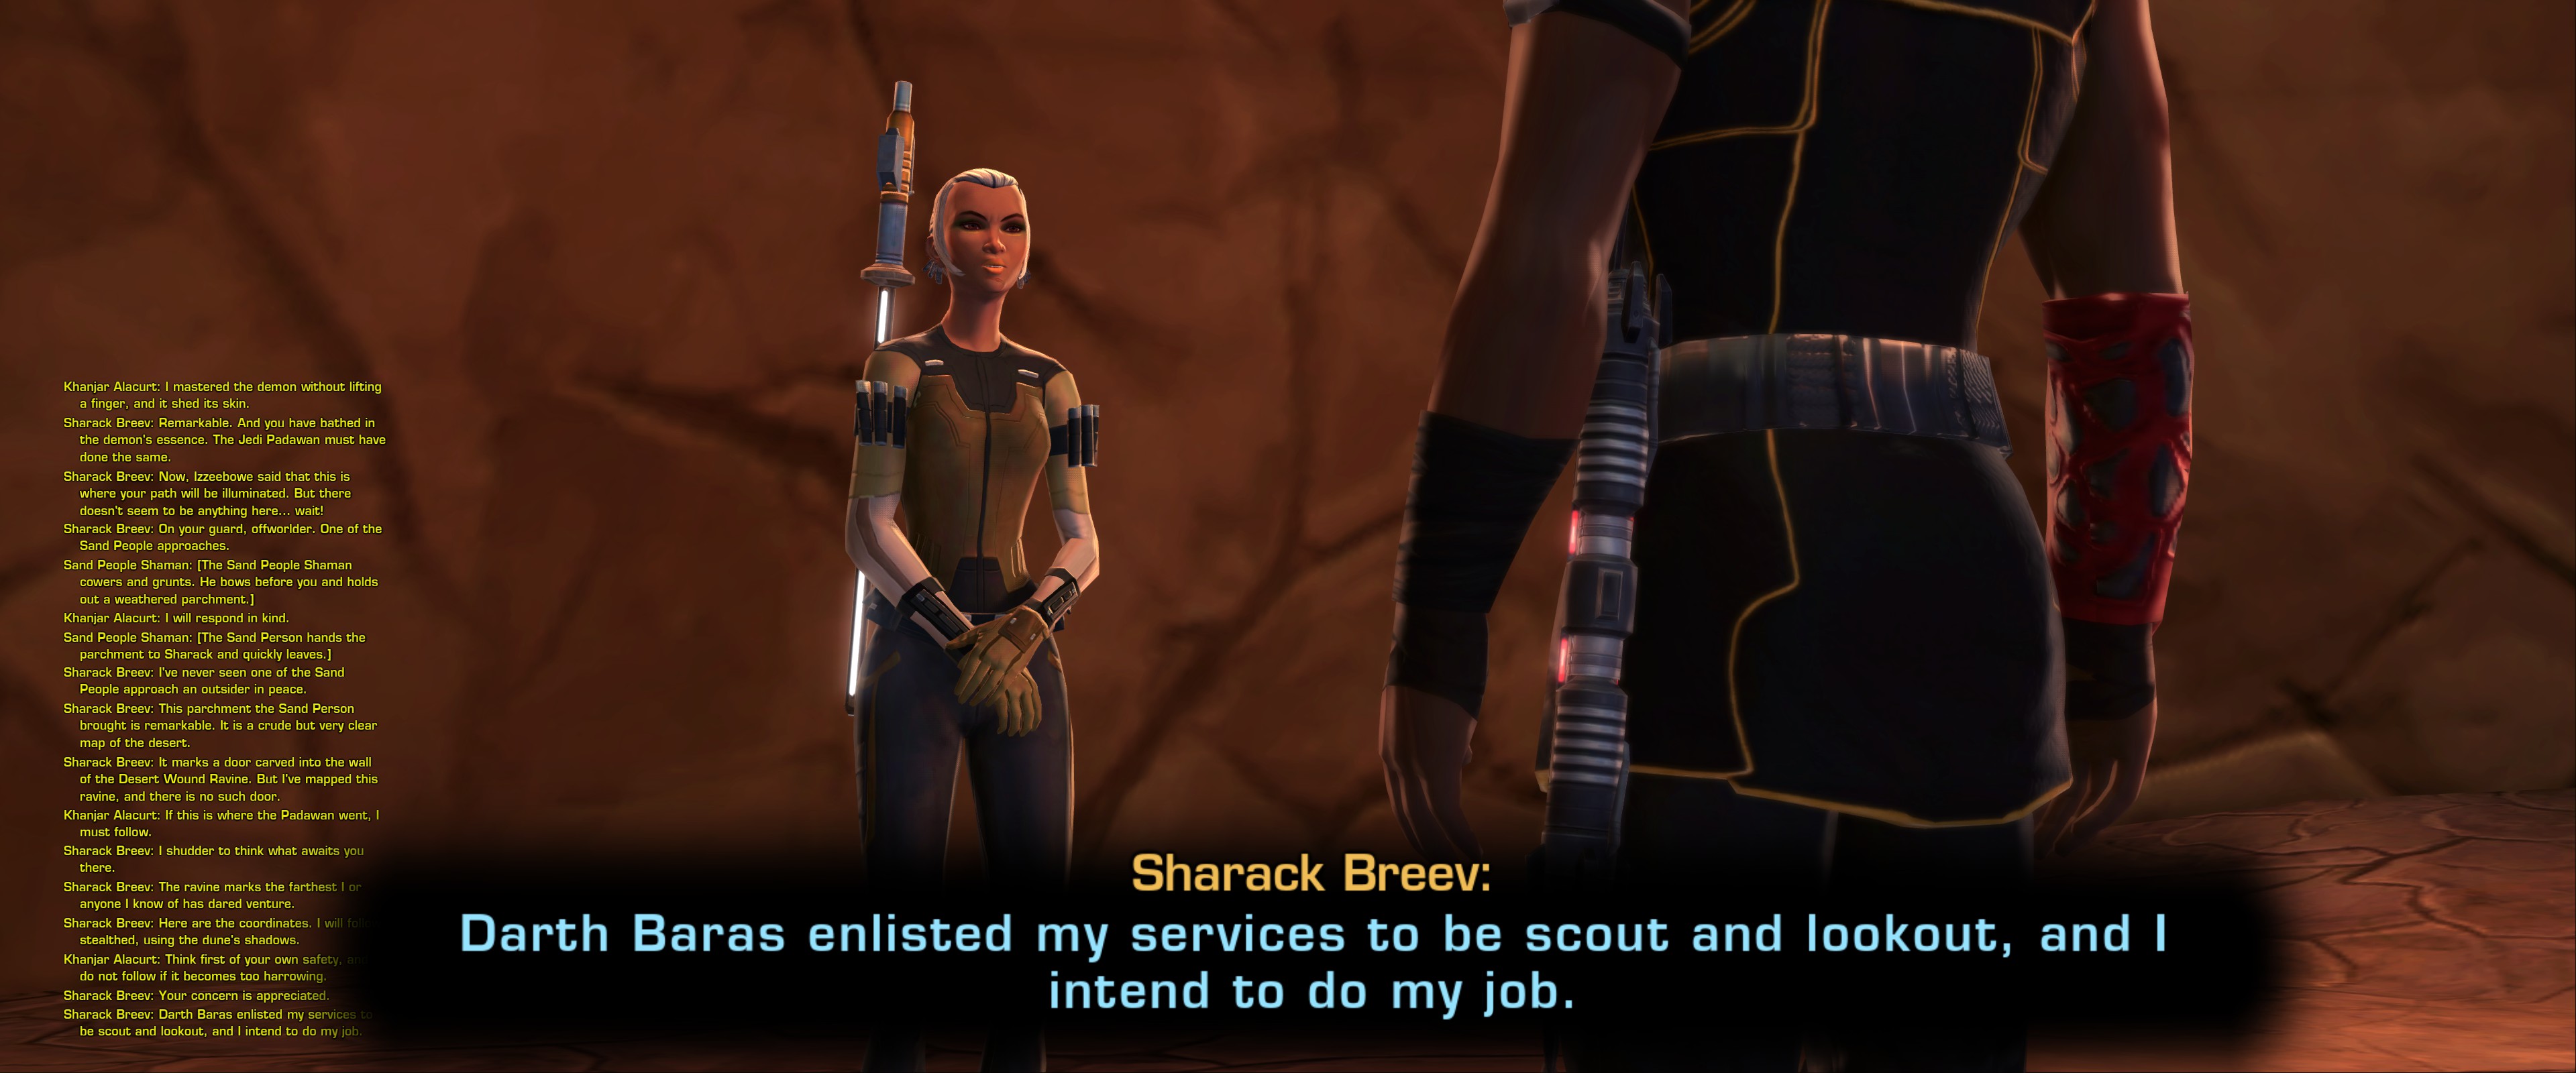 Khanjar Alacurt: I mastered the demon without lifting
a finger, and it shed its skin.
Sharack Breev: Remarkable. And you have bathed in
the demon's essence. The Jedi Padawan must have
done the same.
Sharack Breev: Now, Izzeebowe said that this is
where your path will be illuminated. But there
doesn't seem to be anything here... wait!
Sharack Breev: On your guard, offworlder. One of the
Sand People approaches.
Sand People Shaman: [The Sand People Shaman
cowers and grunts. He bows before you and holds
out a weathered parchment.]
Khanjar Alacurt: I will respond in kind.
Sand People Shaman: [The Sand Person hands the
parchment to Sharack and quickly leaves.]
Sharack Breev: I've never seen one of the Sand
People approach an outsider in peace.
Sharack Breev: This parchment the Sand Person
brought is remarkable. It is a crude but very clear
map of the desert.
Sharack Breev: It marks a door carved into the wall
of the Desert Wound Ravine. But I've mapped this
ravine, and there is no such door.
Khanjar Alacurt: If this is where the Padawan went, I
must follow.
Sharack Breev: I shudder to think what awaits you
there.
Sharack Breev: The ravine marks the farthest I or
anyone I know of has dared venture.
Sharack Breev: Here are the coordinates. I will follow
stealthed, using the dune's shadows.
Khanjar Alacurt: Think first of your own safety, and
do not follow if it becomes too harrowing.
Sharack Breev: Your concern is appreciated.
Sharack Breev: Darth Baras enlisted my services to
be scout and lookout, and I intend to do my job.
Sharack Breev:
Darth Baras enlisted my services to be scout and lookout, and I
intend to do my job.